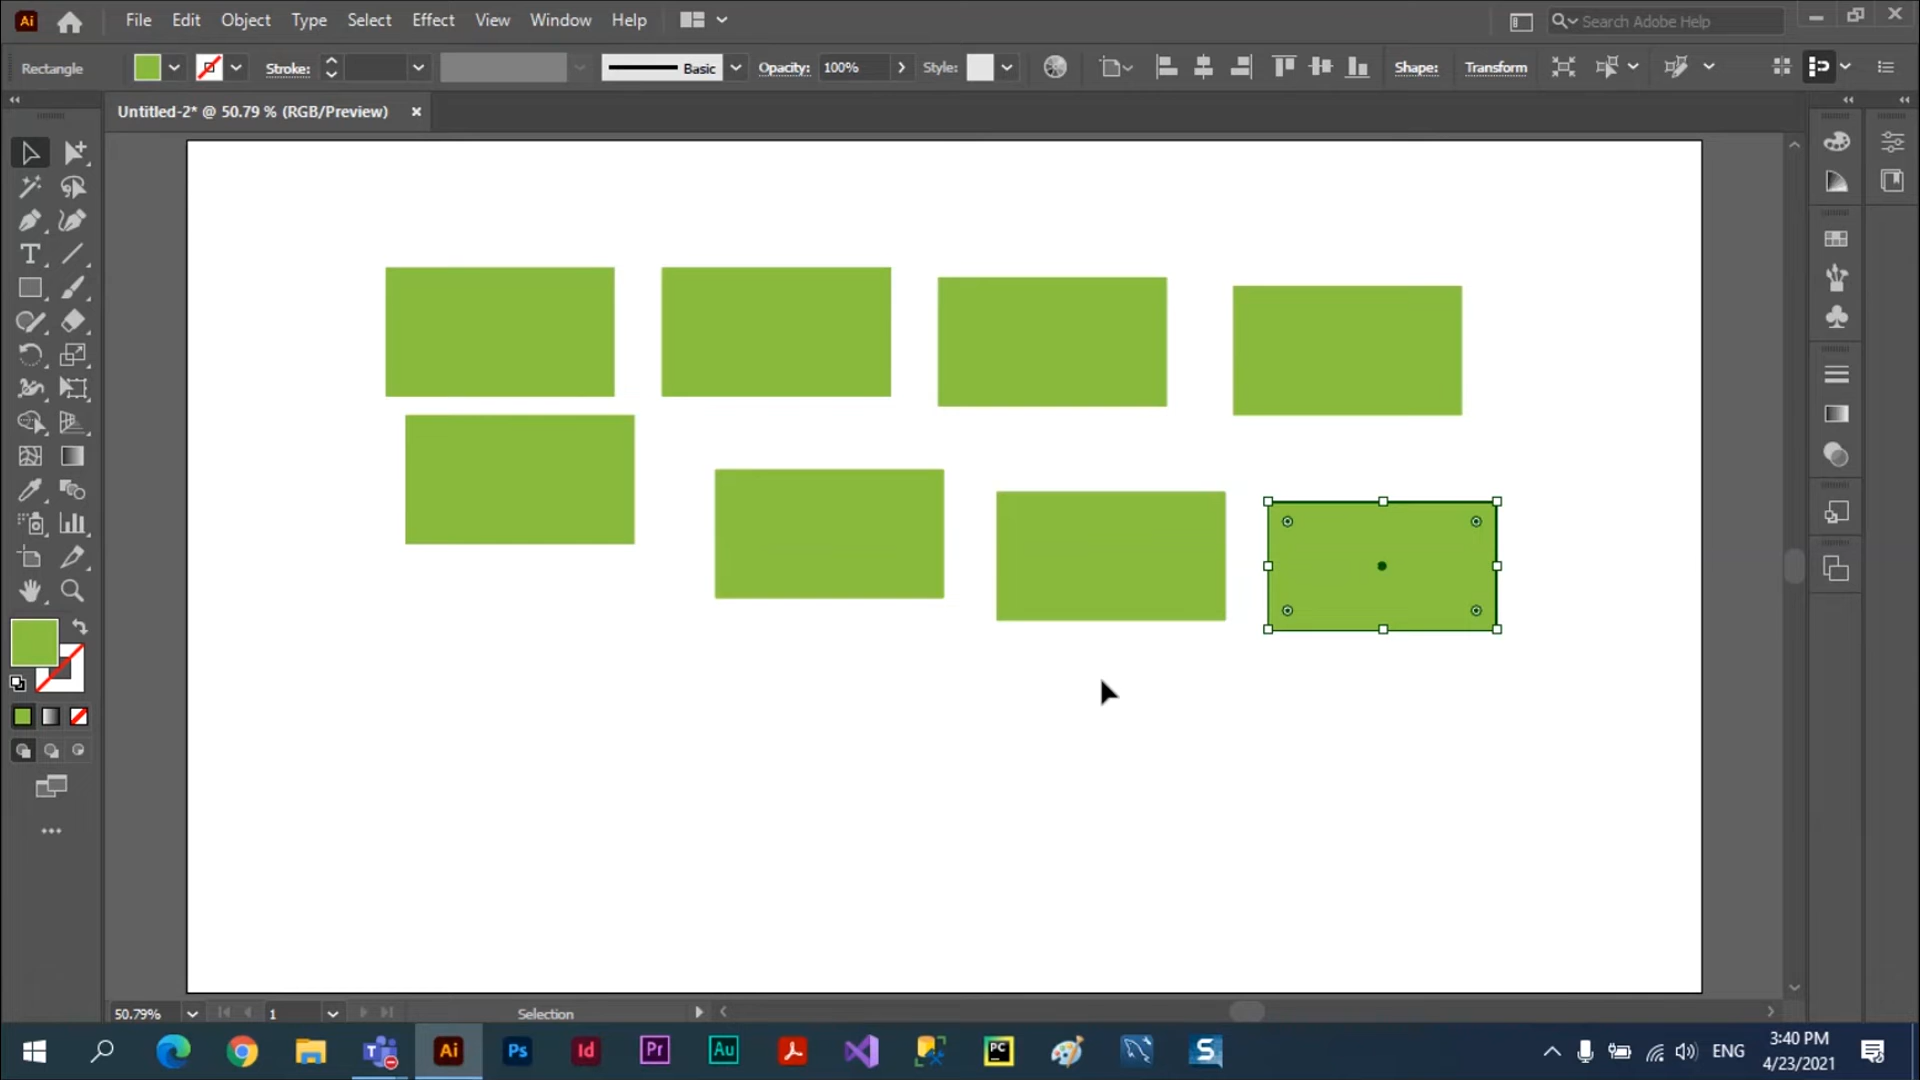 Ai File Edit Object Type Select Effect View Window Help Search Adobe Help
Rectangle Stroke: Basic Opacity: 100% Style: Shape: Transform
Untitled-2* @ 50.79 % (RGB/Preview) ×
T
50.79% 1 Selection
Ai Ps Id Pr Au PC S ENG 3:40 PM
4/23/2021